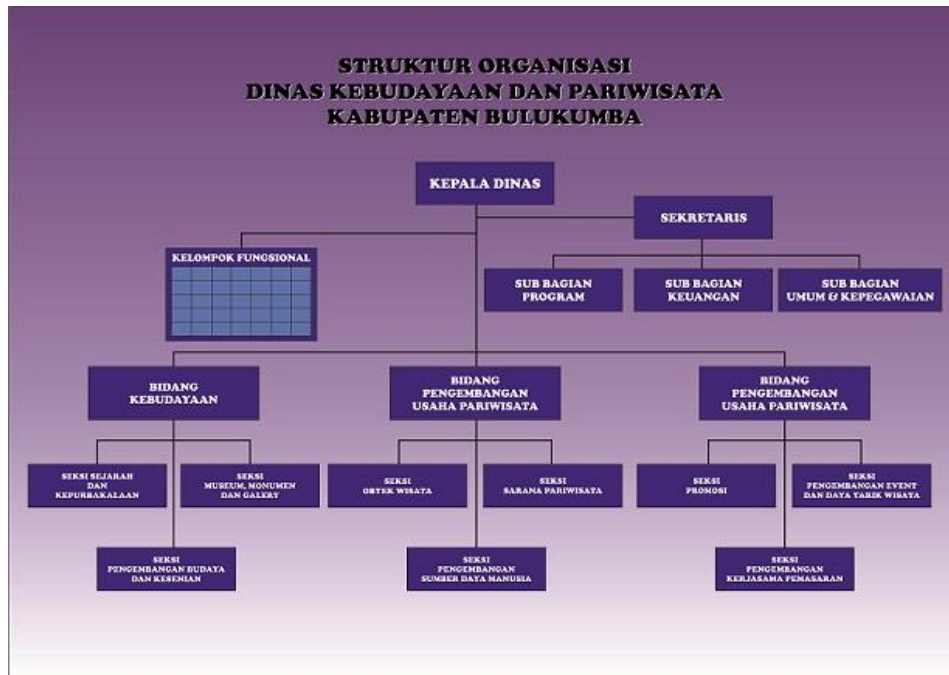 STRUKTUR ORGANISASI
DINAS KEBUDAYAAN DAN PARIWISATA
KABUPATEN BULUKUMBA
KEPALA DINAS
SEKRETARIS
KELOMPOK FUNGSIONAL
SUB BAGIAN
PROGRAM
SUB BAGIAN
KEUANGAN
SUB BAGIAN
UMUM & KEPEGAWAIAN
BIDANG
KEBUDAYAAN
BIDANG
PENGEMBANGAN
USAHA PARIWISATA
BIDANG
PENGEMBANGAN
USAHA PARIWISATA
SEKSI SEJARAH
DAN
KEPURBAKALAAN
SEKSI
MUSEUM, MONUMEN
DAN GALERY
SEKSI
OBYEK WISATA
SEKSI
SARANA PARIWISATA
SEKSI
PROMOSI
SEKSI
PENGEMBANGAN EVENT
DAN DAYA TARIK WISATA
SEKSI
PENGEMBANGAN BUDAYA
DAN KESENIAN
SEKSI
PENGEMBANGAN
SUMBER DAYA MANUSIA
SEKSI
PENGEMBANGAN
KERJASAMA PEMASARAN